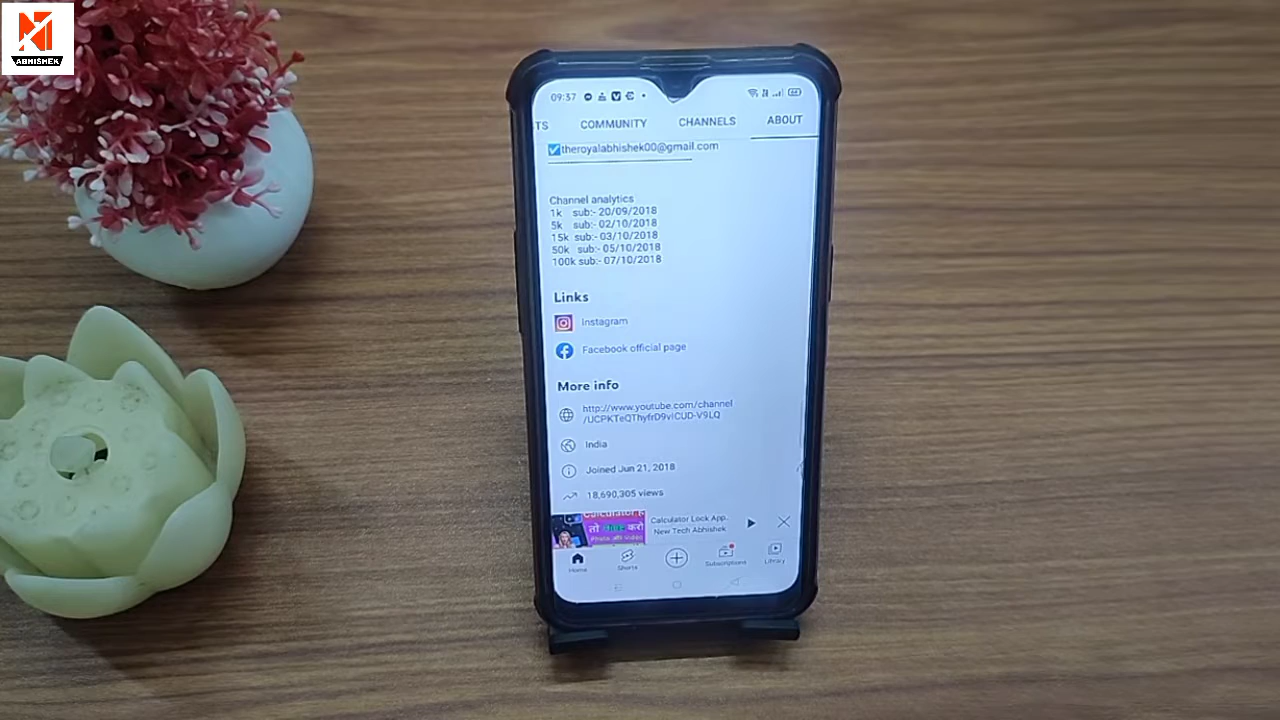 ABHISHEK
09:37
TS COMMUNITY CHANNELS ABOUT
theroyalabhishek00@gmail.com
Channel analytics
1k sub:- 20/09/2018
5k sub:- 02/10/2018
15k sub:- 03/10/2018
50k sub:- 05/10/2018
100k sub:- 07/10/2018
Links
Instagram
Facebook official page
More info
http://www.youtube.com/channel
/UCPKTeQThyfrD9vICUD-V9LQ
India
Joined Jun 21, 2018
18,690,305 views
Calculator Lock App.
New Tech Abhishek
तो करो
Home
Shorts
Subscriptions
Library